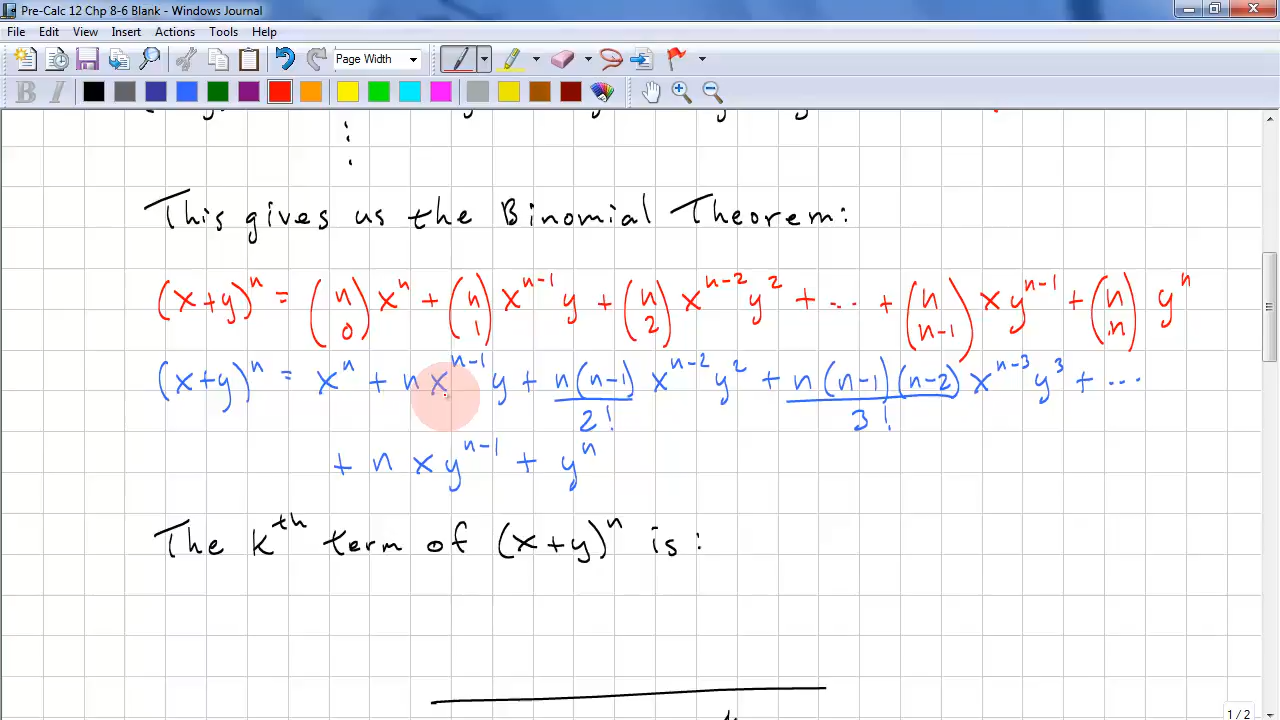 Pre-Calc 12 Chp 8-6 Blank - Windows Journal
File Edit View Insert Actions Tools Help
Page Width
B I
This gives us the Binomial Theorem:
(x+y)^n = (n 0) x^n + (n 1) x^{n-1} y + (n 2) x^{n-2} y^2 + ... + (n n-1) x y^{n-1} + (n n) y^n
(x+y)^n = x^n + n x^{n-1} y + n(n-1)/2! x^{n-2} y^2 + n(n-1)(n-2)/3! x^{n-3} y^3 + ...
+ n x y^{n-1} + y^n
The k^th term of (x+y)^n is:
1/2